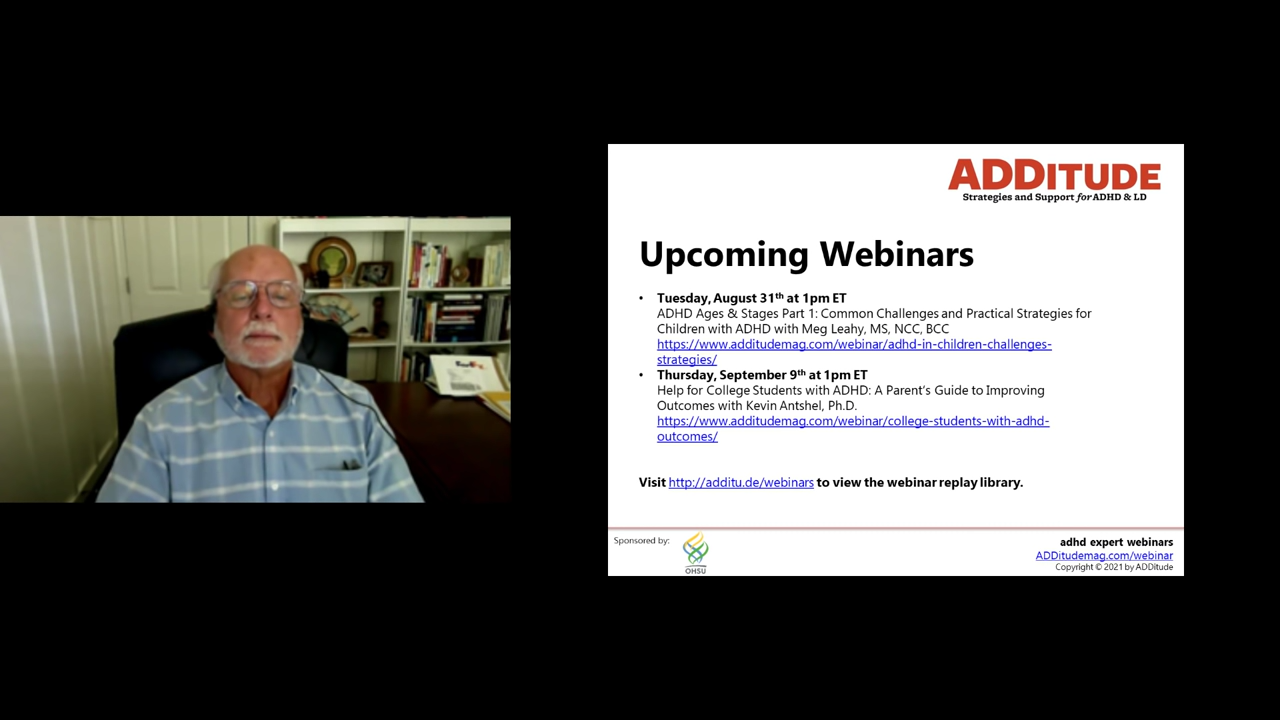 ADDITUDE
Strategies and Support for ADHD & LD
Upcoming Webinars
• Tuesday, August 31th at 1pm ET
ADHD Ages & Stages Part 1: Common Challenges and Practical Strategies for
Children with ADHD with Meg Leahy, MS, NCC, BCC
https://www.additudemag.com/webinar/adhd-in-children-challenges-
strategies/
• Thursday, September 9th at 1pm ET
Help for College Students with ADHD: A Parent's Guide to Improving
Outcomes with Kevin Antshel, Ph.D.
https://www.additudemag.com/webinar/college-students-with-adhd-
outcomes/
Visit http://additu.de/webinars to view the webinar replay library.
Sponsored by:
OHSU
adhd expert webinars
ADDitudemag.com/webinar
Copyright © 2021 by ADDitude